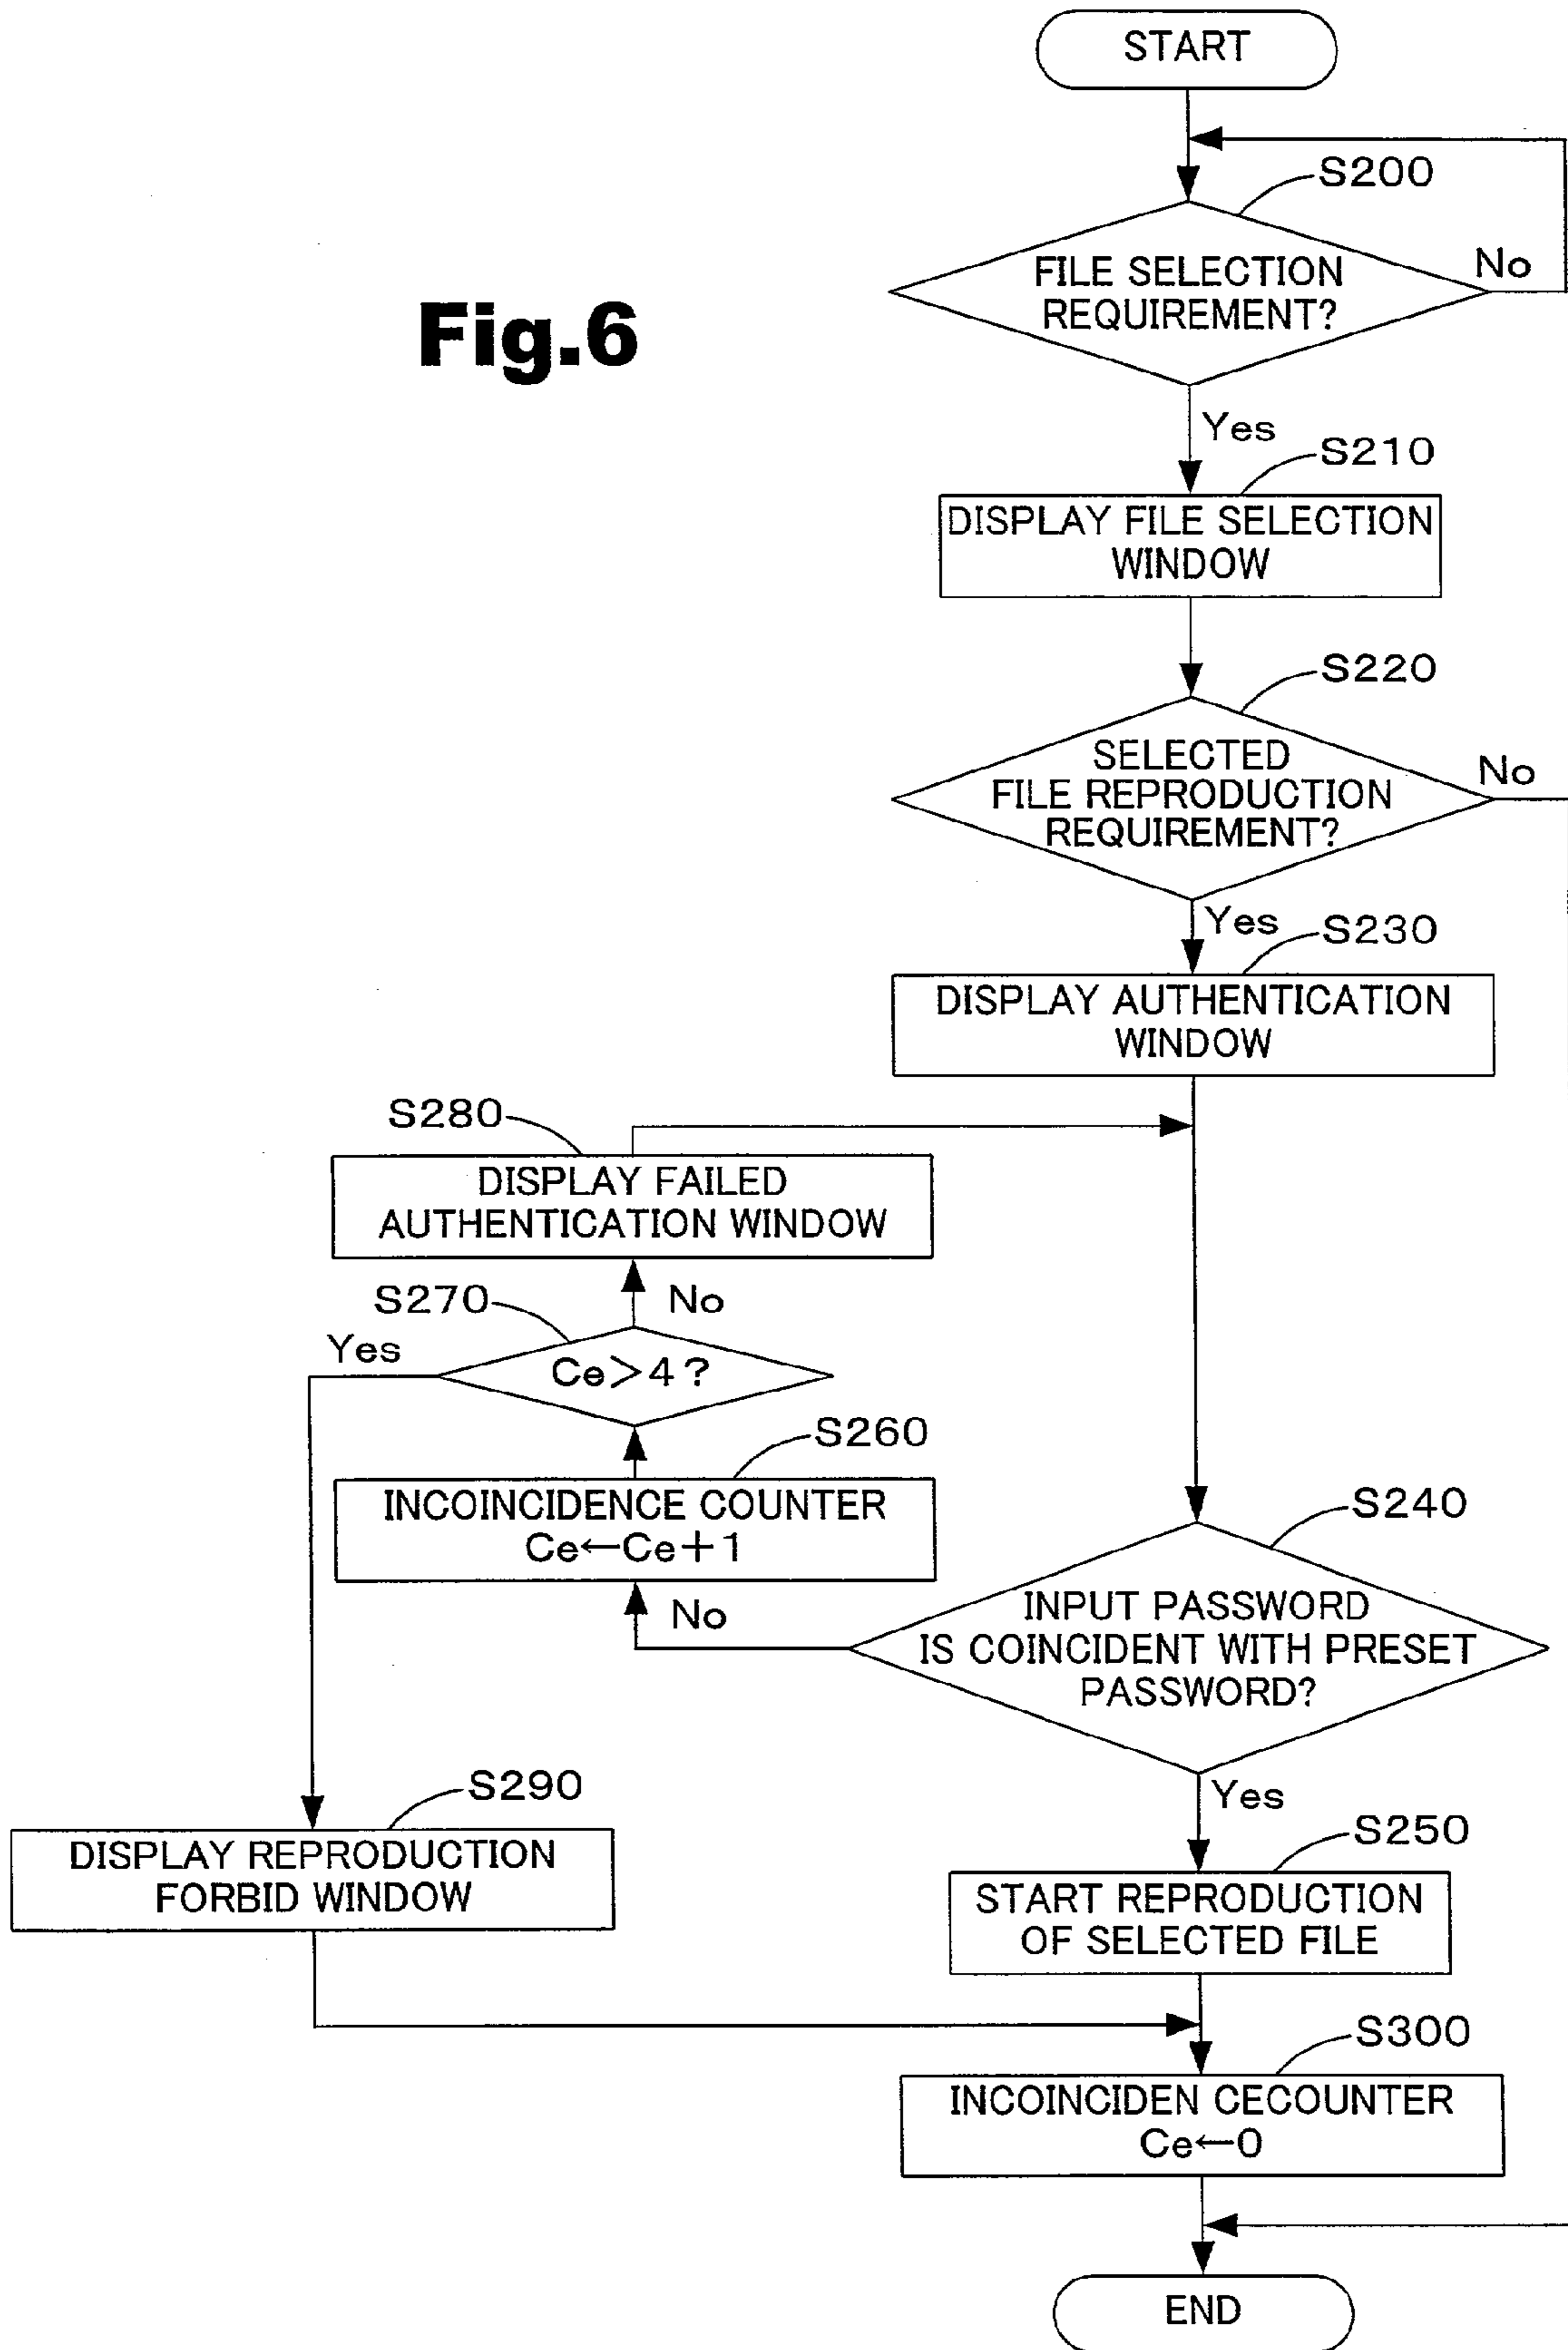 START
S200
FILE SELECTION
REQUIREMENT?
No
Fig.6
Yes
S210
DISPLAY FILE SELECTION
WINDOW
S220
SELECTED
FILE REPRODUCTION
REQUIREMENT?
No
Yes
S230
DISPLAY AUTHENTICATION
WINDOW
S280
DISPLAY FAILED
AUTHENTICATION WINDOW
S270
No
Yes
Ce>4?
S260
INCOINCIDENCE COUNTER
Ce←Ce+1
S240
No
INPUT PASSWORD
IS COINCIDENT WITH PRESET
PASSWORD?
Yes
S290
DISPLAY REPRODUCTION
FORBID WINDOW
S250
START REPRODUCTION
OF SELECTED FILE
S300
INCOINCIDEN CECOUNTER
Ce←0
END